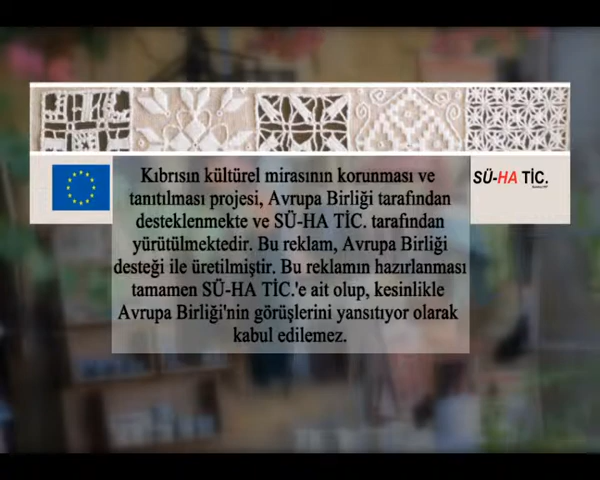 SÜ-HA TİC.
Kıbrısın kültürel mirasının korunması ve
tanıtılması projesi, Avrupa Birliği tarafından
desteklenmekte ve SÜ-HA TİC. tarafından
yürütülmektedir. Bu reklam, Avrupa Birliği
desteği ile üretilmiştir. Bu reklamın hazırlanması
tamamen SÜ-HA TİC.'e ait olup, kesinlikle
Avrupa Birliği'nin görüşlerini yansıtıyor olarak
kabul edilemez.